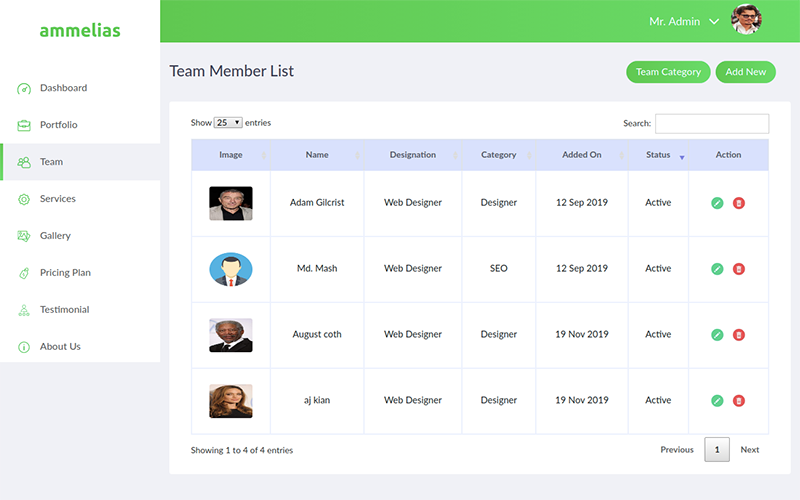 ammelias
Mr. Admin
Dashboard
Portfolio
Team
Services
Gallery
Pricing Plan
Testimonial
About Us
Team Member List
Team Category Add New
Show 25 entries Search:
Image Name Designation Category Added On Status Action
Adam Gilcrist Web Designer Designer 12 Sep 2019 Active
Md. Mash Web Designer SEO 12 Sep 2019 Active
August coth Web Designer Designer 19 Nov 2019 Active
aj kian Web Designer Designer 19 Nov 2019 Active
Showing 1 to 4 of 4 entries Previous 1 Next